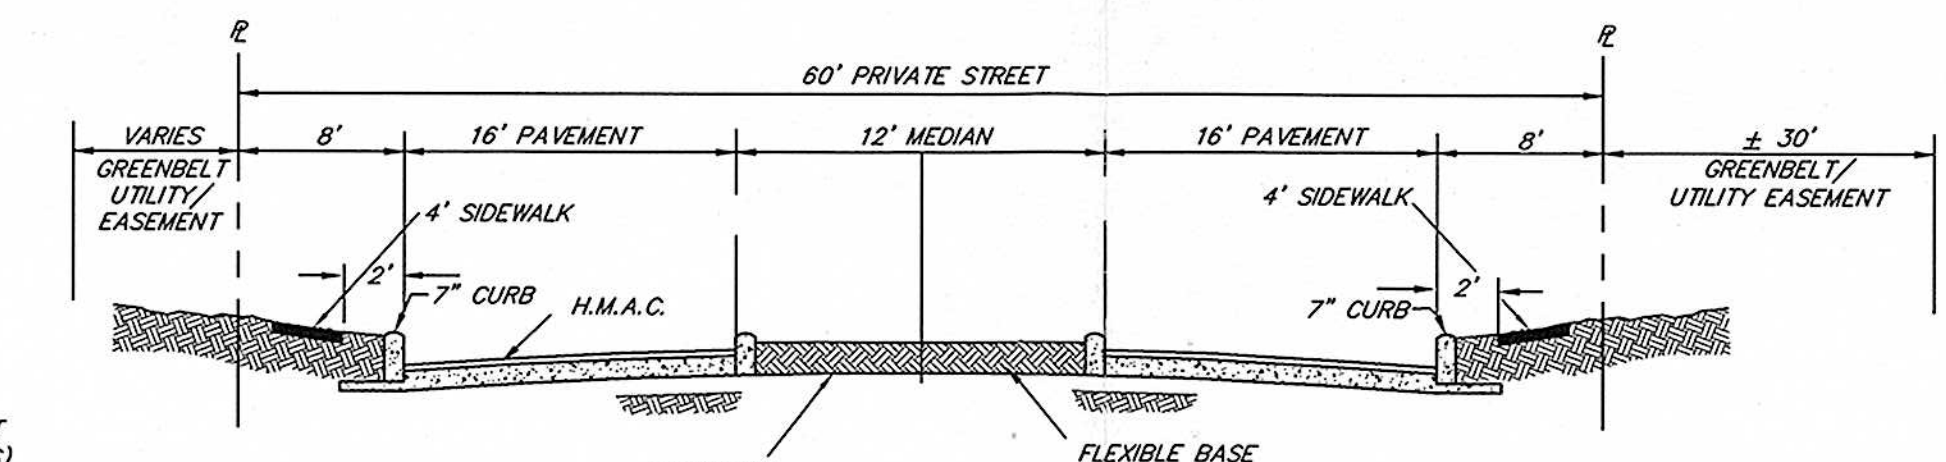 PL
PL
60' PRIVATE STREET
VARIES
8'
16' PAVEMENT
12' MEDIAN
16' PAVEMENT
8'
± 30'
GREENBELT
UTILITY/
EASEMENT
GREENBELT/
UTILITY EASEMENT
4' SIDEWALK
4' SIDEWALK
2'
2'
7" CURB
H.M.A.C.
7" CURB
FLEXIBLE BASE